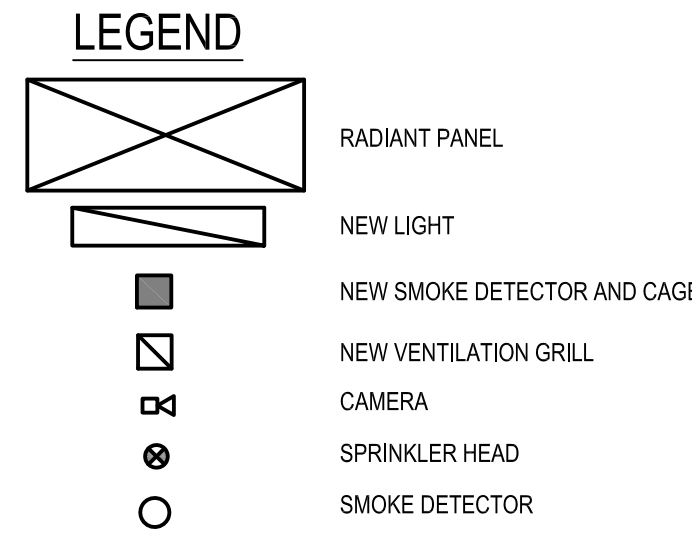 LEGEND
RADIANT PANEL
NEW LIGHT
NEW SMOKE DETECTOR AND CAGE
NEW VENTILATION GRILL
CAMERA
SPRINKLER HEAD
SMOKE DETECTOR